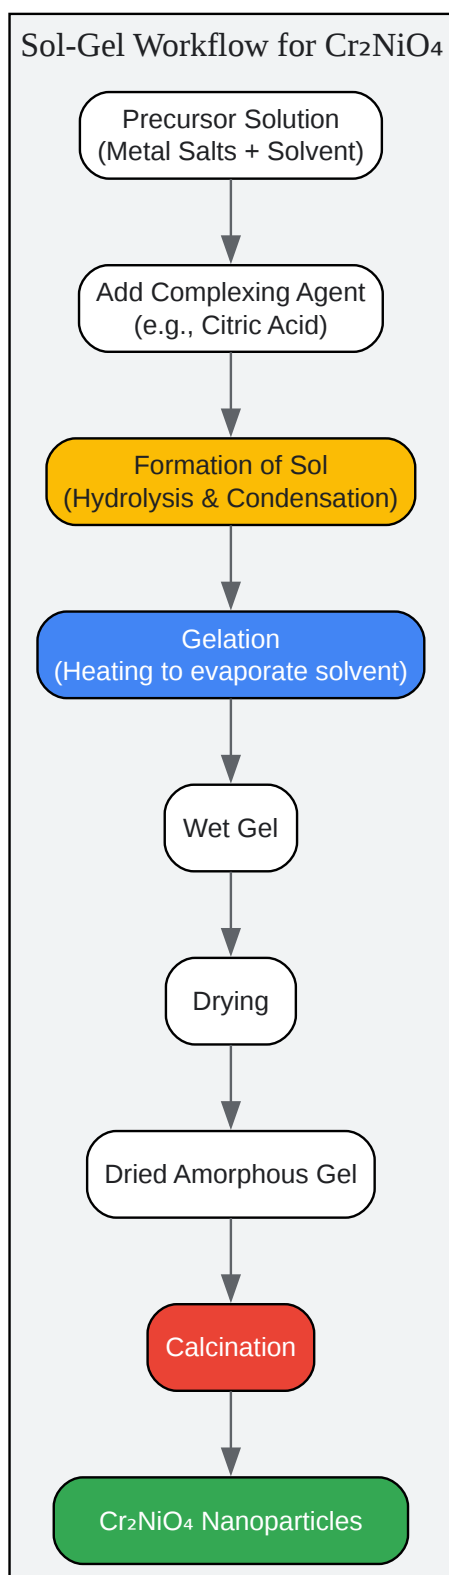 Sol-Gel Workflow for Cr₂NiO₄
Precursor Solution
(Metal Salts + Solvent)
Add Complexing Agent
(e.g., Citric Acid)
Formation of Sol
(Hydrolysis & Condensation)
Gelation
(Heating to evaporate solvent)
Wet Gel
Drying
Dried Amorphous Gel
Calcination
Cr₂NiO₄ Nanoparticles